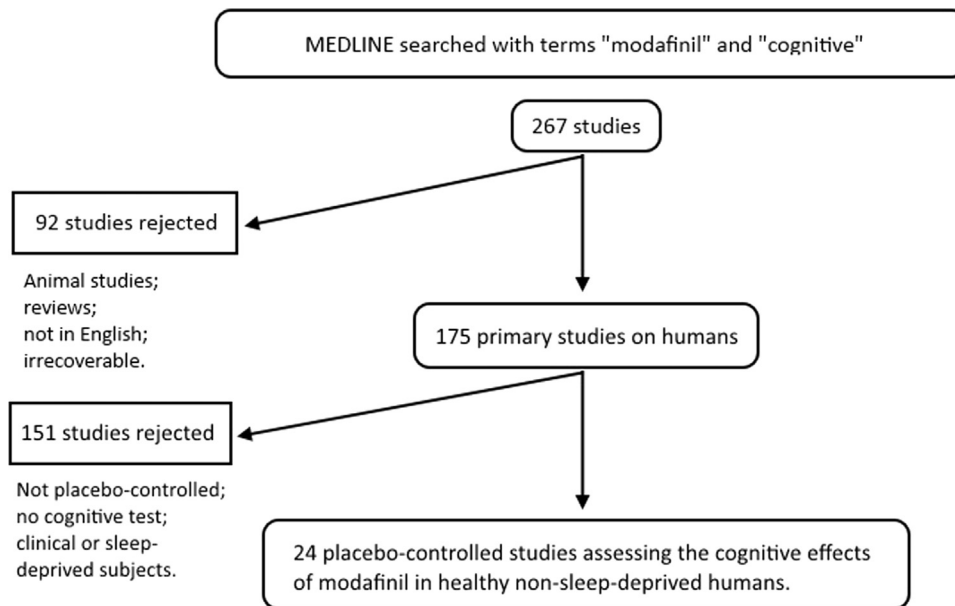 MEDLINE searched with terms "modafinil" and "cognitive"
267 studies
92 studies rejected
Animal studies;
reviews;
not in English;
irrecoverable.
175 primary studies on humans
151 studies rejected
Not placebo-controlled;
no cognitive test;
clinical or sleep-
deprived subjects.
24 placebo-controlled studies assessing the cognitive effects
of modafinil in healthy non-sleep-deprived humans.